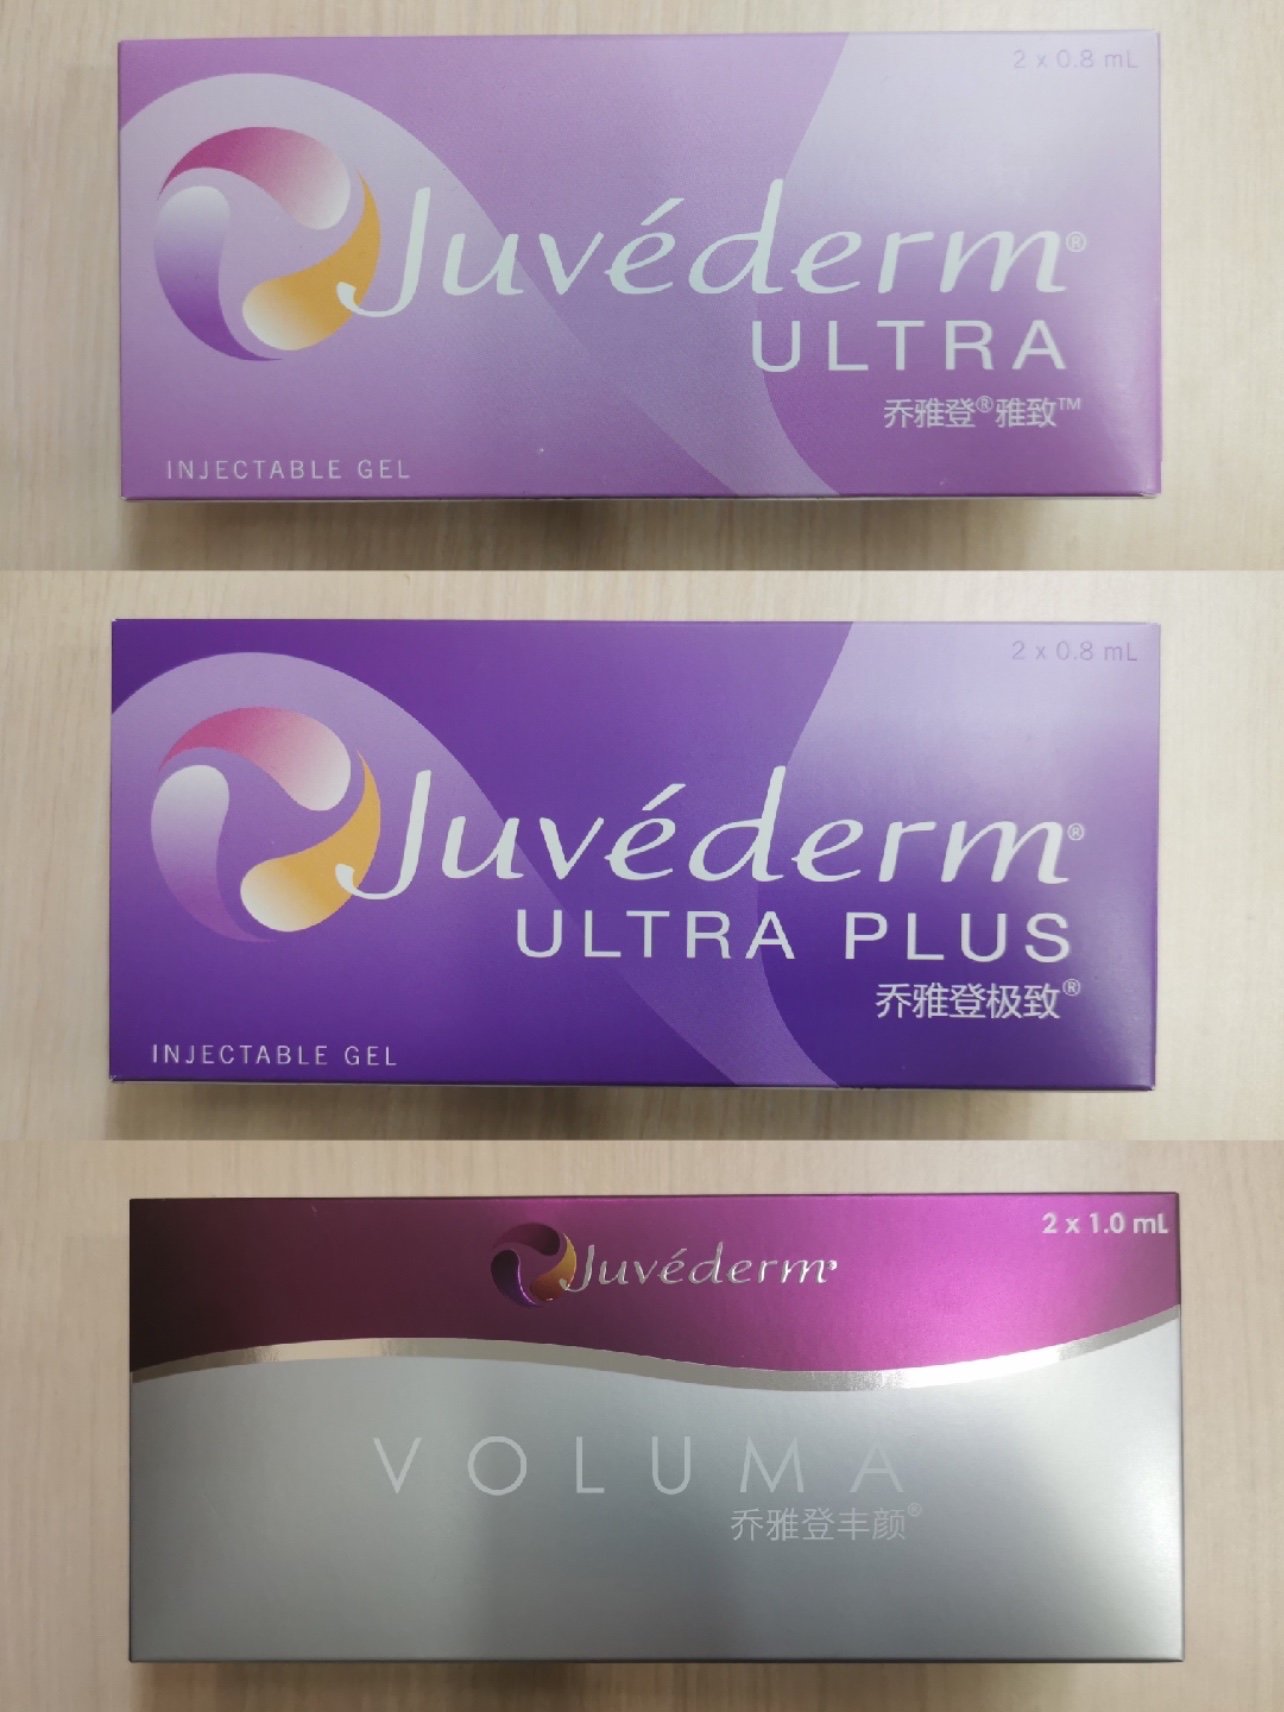 2 x 0.8 mL
Juvéderm®
ULTRA
乔雅登®雅致™
INJECTABLE GEL
2 x 0.8 mL
Juvéderm®
ULTRA PLUS
乔雅登极致®
INJECTABLE GEL
2 x 1.0 mL
Juvéderm®
VOLUMA
乔雅登丰颜®